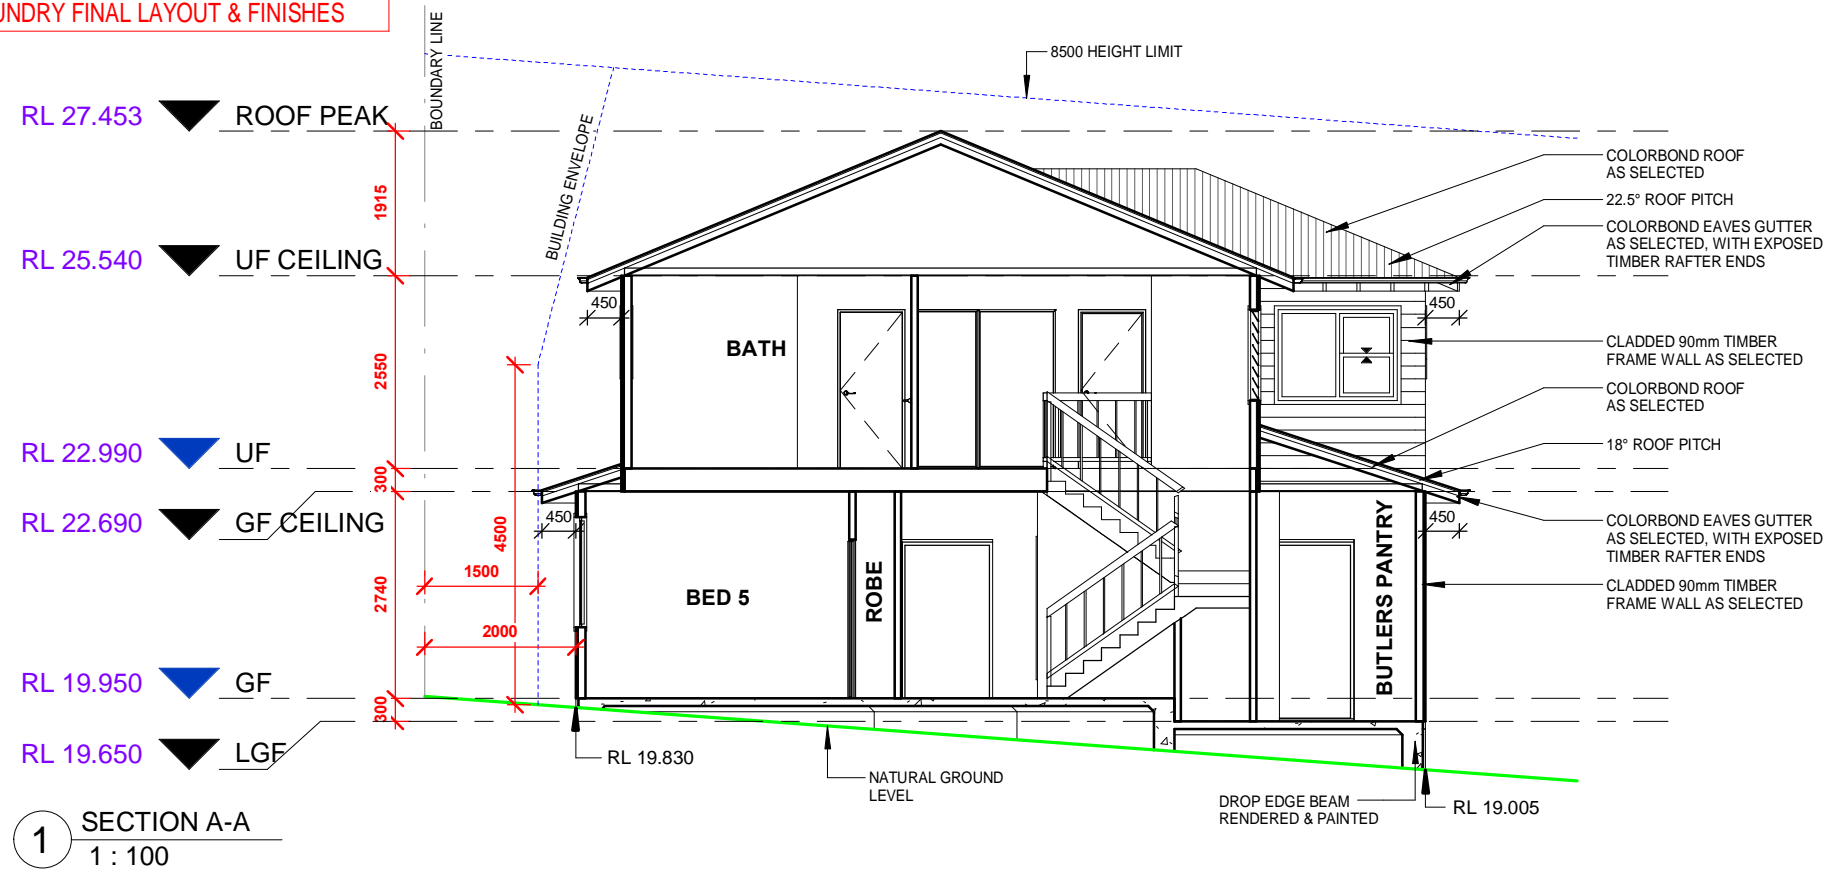 UNDRY FINAL LAYOUT & FINISHES
BOUNDARY LINE
8500 HEIGHT LIMIT
RL 27.453 ROOF PEAK
BUILDING ENVELOPE
COLORBOND ROOF
AS SELECTED
22.5° ROOF PITCH
COLORBOND EAVES GUTTER
AS SELECTED, WITH EXPOSED
TIMBER RAFTER ENDS
1915
RL 25.540 UF CEILING
450
450
BATH
CLADDED 90mm TIMBER
FRAME WALL AS SELECTED
2550
COLORBOND ROOF
AS SELECTED
RL 22.990 UF
18° ROOF PITCH
300
RL 22.690 GF CEILING
450
450
4500
COLORBOND EAVES GUTTER
AS SELECTED, WITH EXPOSED
TIMBER RAFTER ENDS
1500
2740
BED 5
ROBE
BUTLERS PANTRY
CLADDED 90mm TIMBER
FRAME WALL AS SELECTED
2000
RL 19.950 GF
300
RL 19.650 LGF
RL 19.830
NATURAL GROUND
LEVEL
DROP EDGE BEAM
RENDERED & PAINTED
RL 19.005
1 SECTION A-A
1 : 100